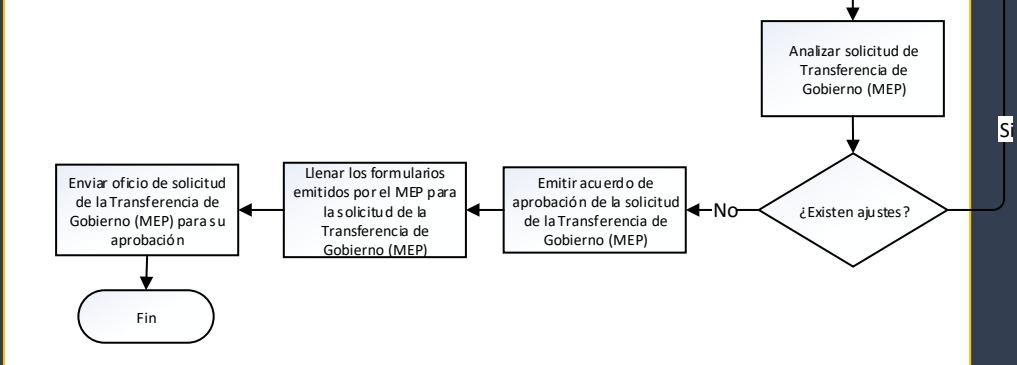 Analizar solicitud de
Transferencia de
Gobierno (MEP)
Si
¿Existen ajustes?
No
Emitir acuerdo de
aprobación de la solicitud
de la Transferencia de
Gobierno (MEP)
Llenar los formularios
emitidos por el MEP para
la solicitud de la
Transferencia de
Gobierno (MEP)
Enviar oficio de solicitud
de la Transferencia de
Gobierno (MEP) para su
aprobación
Fin